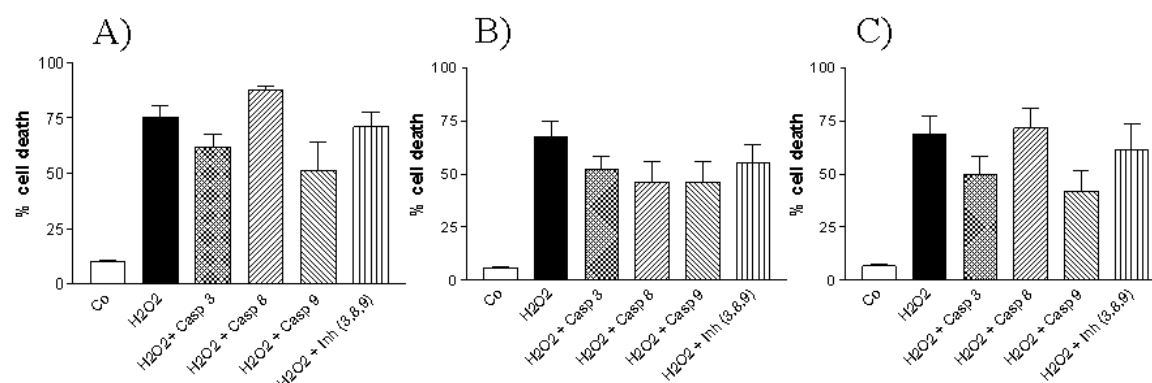 A)
% cell death
100
75
50
25
0
Co
H2O2
H2O2 + Casp 3
H2O2 + Casp 8
H2O2 + Casp 9
H2O2 + Inh (3.8.9)
B)
% cell death
100
75
50
25
0
Co
H2O2
H2O2 + Casp 3
H2O2 + Casp 8
H2O2 + Casp 9
H2O2 + Inh (3.8.9)
C)
% cell death
100
75
50
25
0
Co
H2O2
H2O2 + Casp 3
H2O2 + Casp 8
H2O2 + Casp 9
H2O2 + Inh (3.8.9)